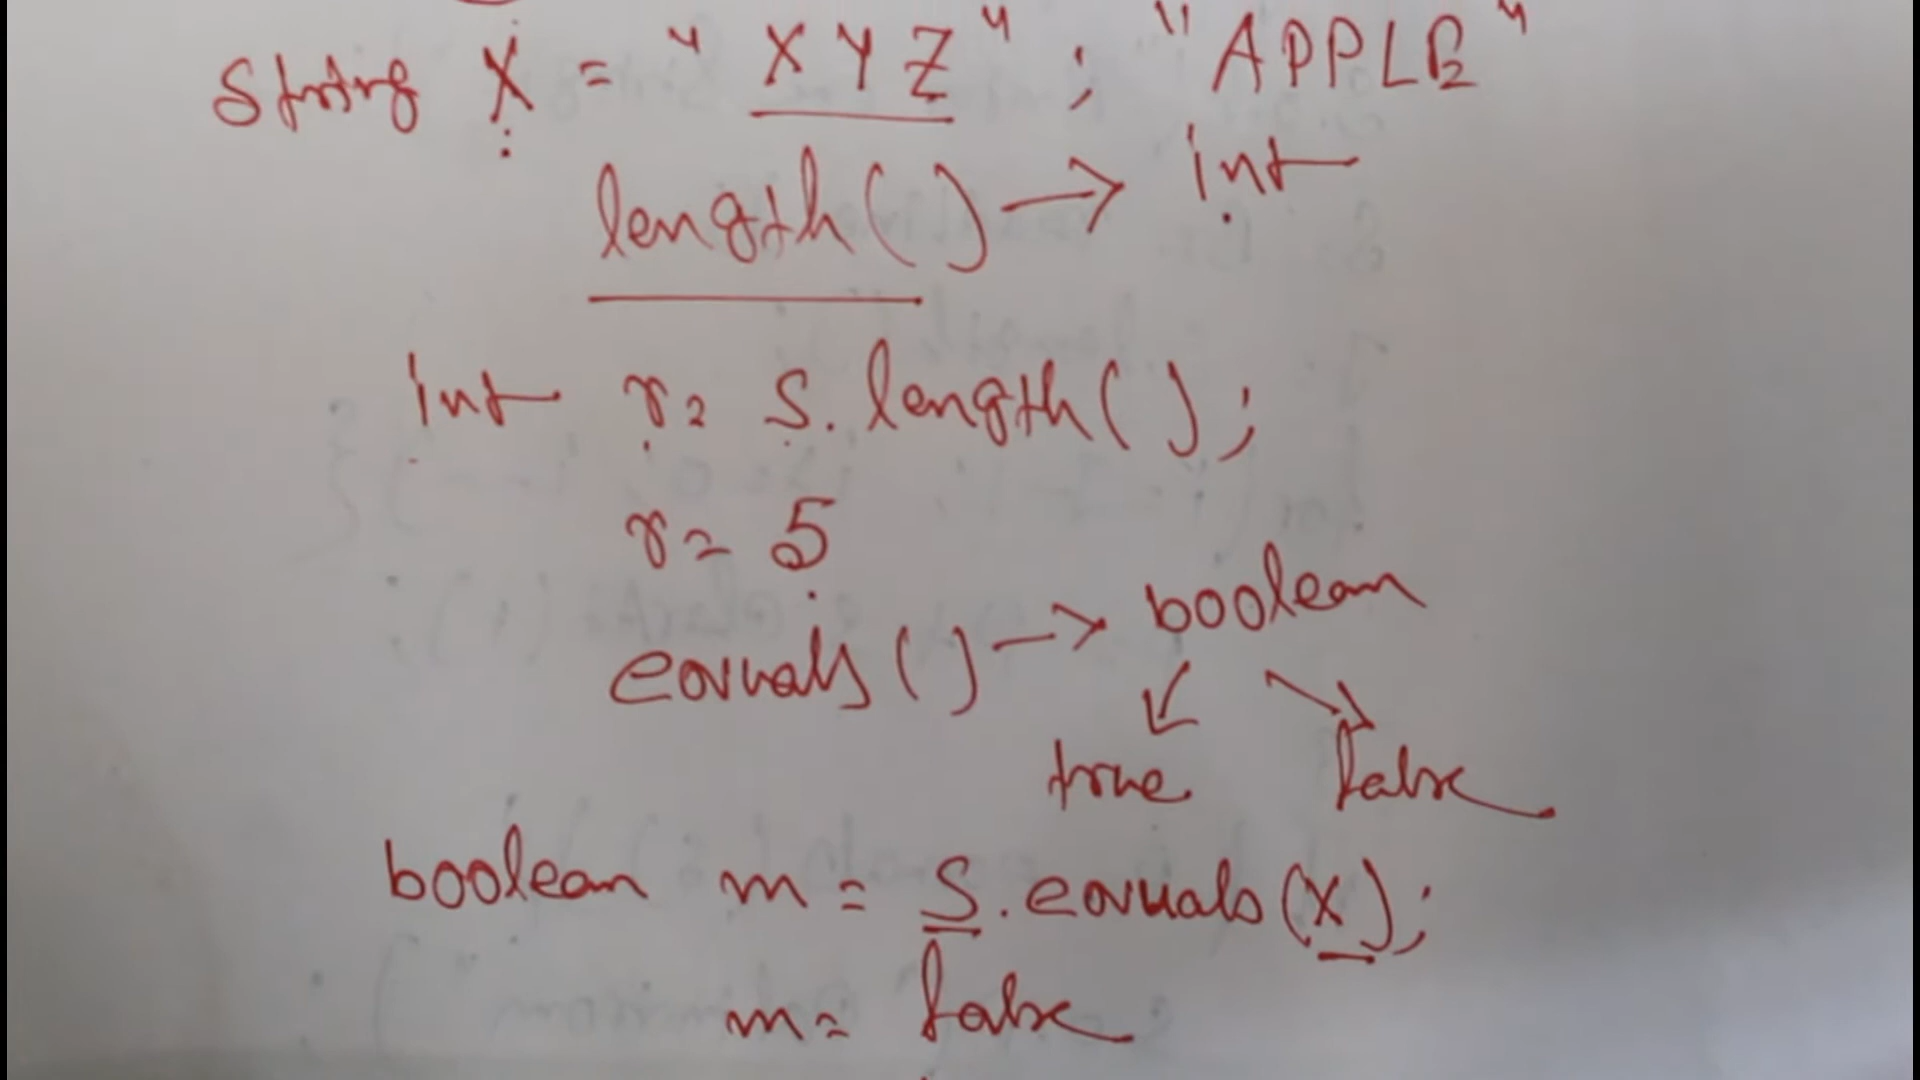 String X = "XYZ"; "APPLE"
length() → int
int r = s.length();
r = 5
equals() → boolean
true false
boolean m = s.equals(x);
m = false